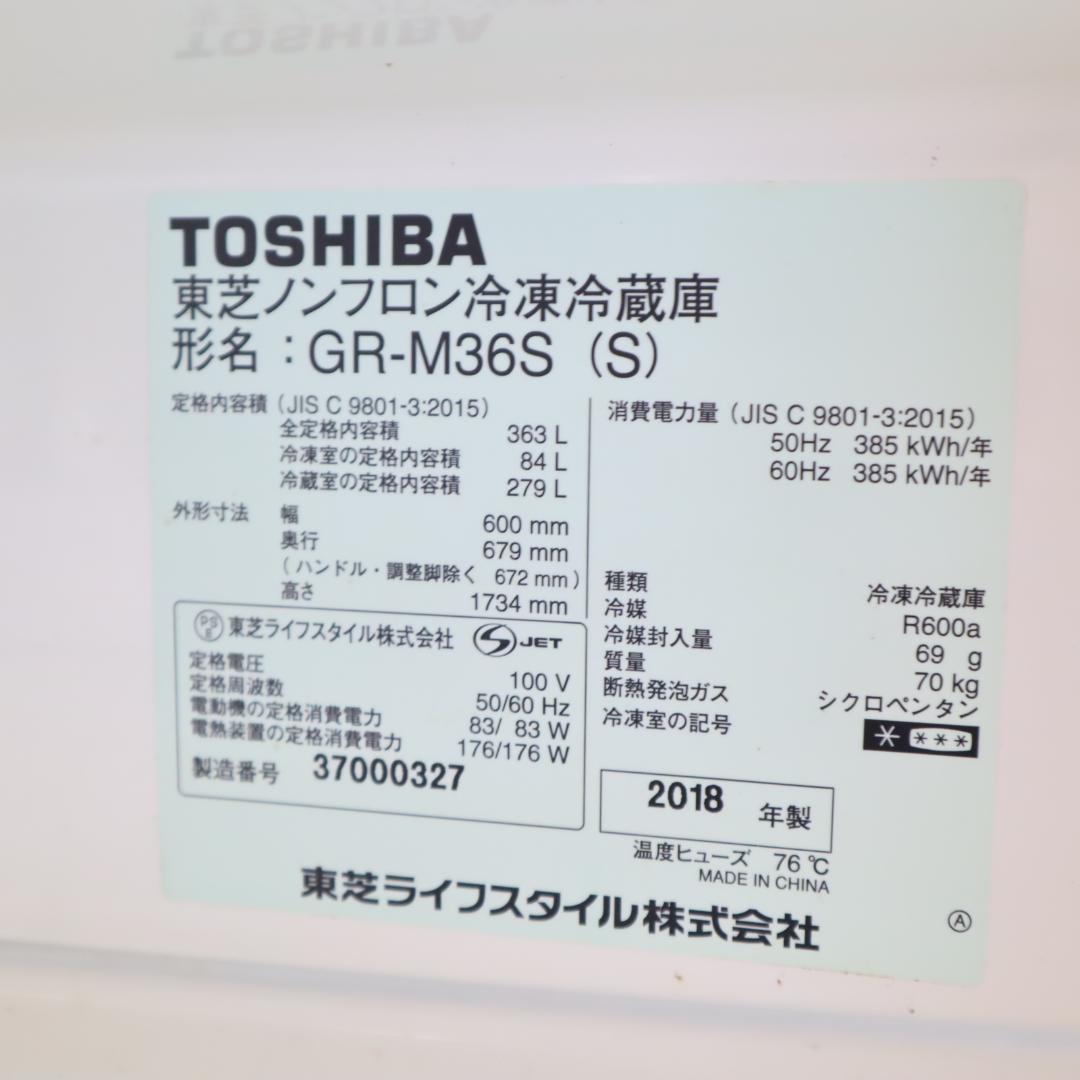 TOSHIBA
TOSHIBA
東芝ノンフロン冷凍冷蔵庫
形名：GR-M36S（S）
定格内容積（JIS C 9801-3:2015）
全定格内容積 363 L
冷凍室の定格内容積 84 L
冷蔵室の定格内容積 279 L
外形寸法 幅 600 mm
奥行 679 mm
（ハンドル・調整脚除く 672 mm）
高さ 1734 mm
消費電力量（JIS C 9801-3:2015）
50Hz 385 kWh/年
60Hz 385 kWh/年
種類 冷凍冷蔵庫
冷媒 R600a
冷媒封入量 69 g
質量 70 kg
断熱発泡ガス シクロペンタン
冷凍室の記号
PSE 東芝ライフスタイル株式会社 JET
定格電圧 100 V
定格周波数 50/60 Hz
電動機の定格消費電力 83/ 83 W
電熱装置の定格消費電力 176/176 W
製造番号 37000327
2018 年製
温度ヒューズ 76 ℃
MADE IN CHINA
東芝ライフスタイル株式会社
Ⓐ